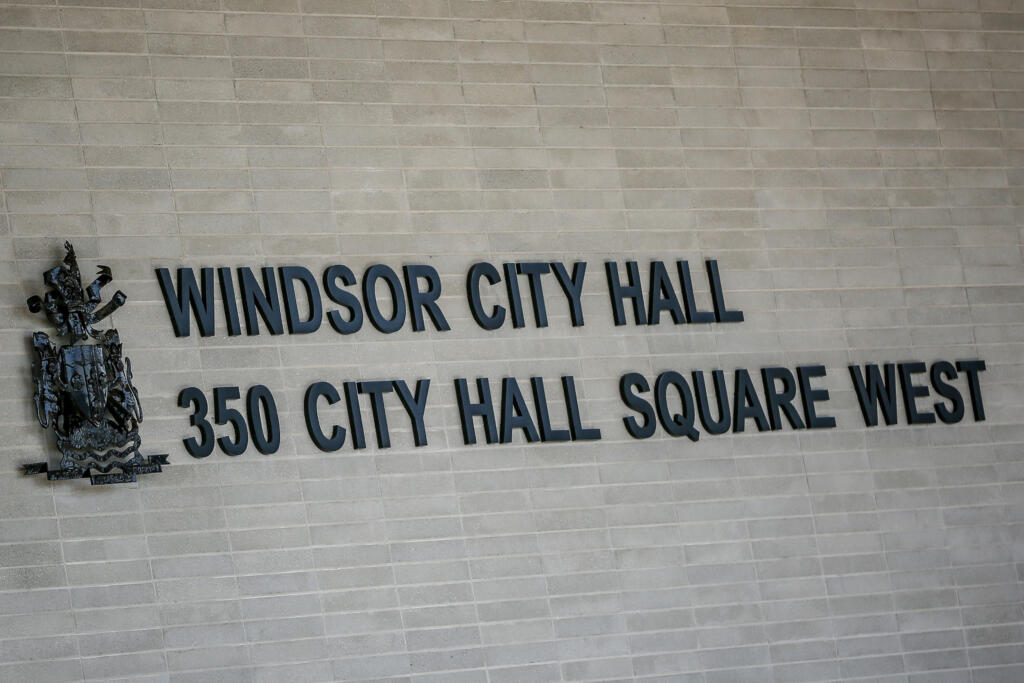 WINDSOR CITY HALL
350 CITY HALL SQUARE WEST